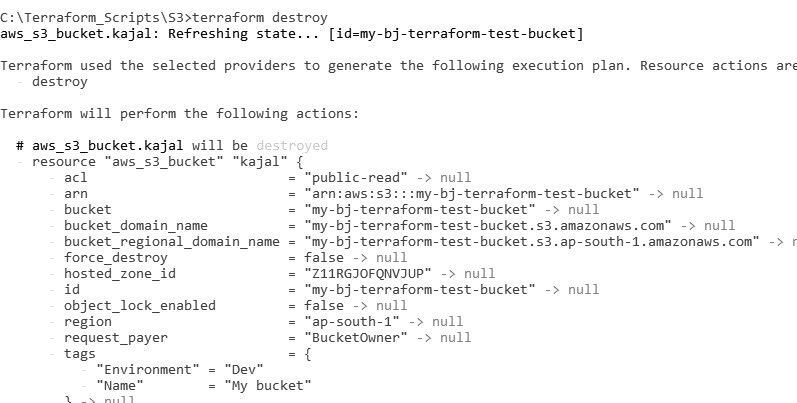 C:\Terraform_Scripts\S3>terraform destroy
aws_s3_bucket.kajal: Refreshing state... [id=my-bj-terraform-test-bucket]
Terraform used the selected providers to generate the following execution plan. Resource actions are
- destroy
Terraform will perform the following actions:
# aws_s3_bucket.kajal will be destroyed
- resource "aws_s3_bucket" "kajal" {
- acl = "public-read" -> null
- arn = "arn:aws:s3:::my-bj-terraform-test-bucket" -> null
- bucket = "my-bj-terraform-test-bucket" -> null
- bucket_domain_name = "my-bj-terraform-test-bucket.s3.amazonaws.com" -> null
- bucket_regional_domain_name = "my-bj-terraform-test-bucket.s3.ap-south-1.amazonaws.com" ->
- force_destroy = false -> null
- hosted_zone_id = "Z11RGJOFQNVJUP" -> null
- id = "my-bj-terraform-test-bucket" -> null
- object_lock_enabled = false -> null
- region = "ap-south-1" -> null
- request_payer = "BucketOwner" -> null
- tags = {
- "Environment" = "Dev"
- "Name" = "My bucket"
} -> null